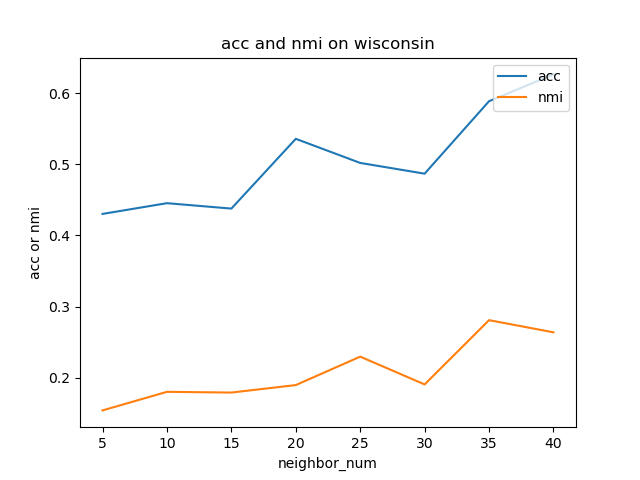 acc and nmi on wisconsin
acc
nmi
acc or nmi
0.6
0.5
0.4
0.3
0.2
5 10 15 20 25 30 35 40
neighbor_num